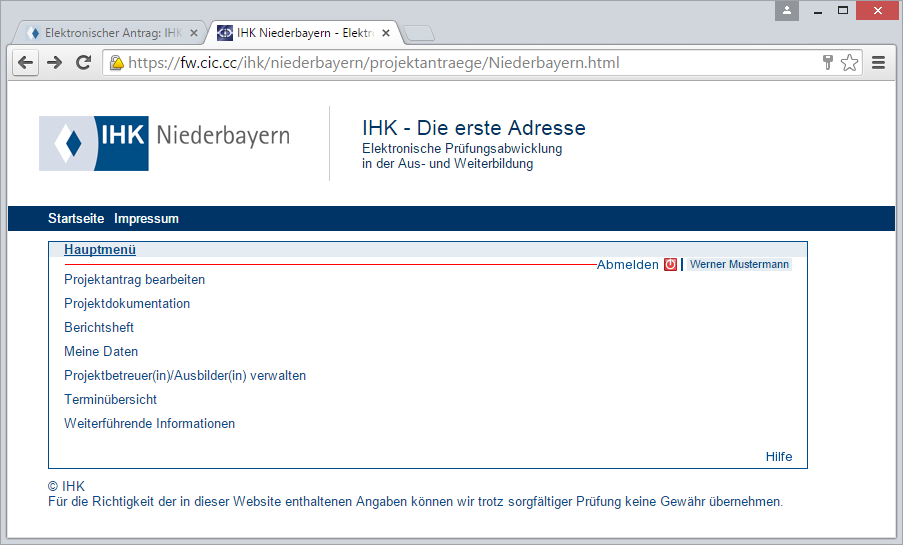 Elektronischer Antrag: IHK
IHK Niederbayern - Elektr
https://fw.cic.cc/ihk/niederbayern/projektantraege/Niederbayern.html
IHK Niederbayern
IHK - Die erste Adresse
Elektronische Prüfungsabwicklung
in der Aus- und Weiterbildung
Startseite Impressum
Hauptmenü
Abmelden Werner Mustermann
Projektantrag bearbeiten
Projektdokumentation
Berichtsheft
Meine Daten
Projektbetreuer(in)/Ausbilder(in) verwalten
Terminübersicht
Weiterführende Informationen
Hilfe
© IHK
Für die Richtigkeit der in dieser Website enthaltenen Angaben können wir trotz sorgfältiger Prüfung keine Gewähr übernehmen.